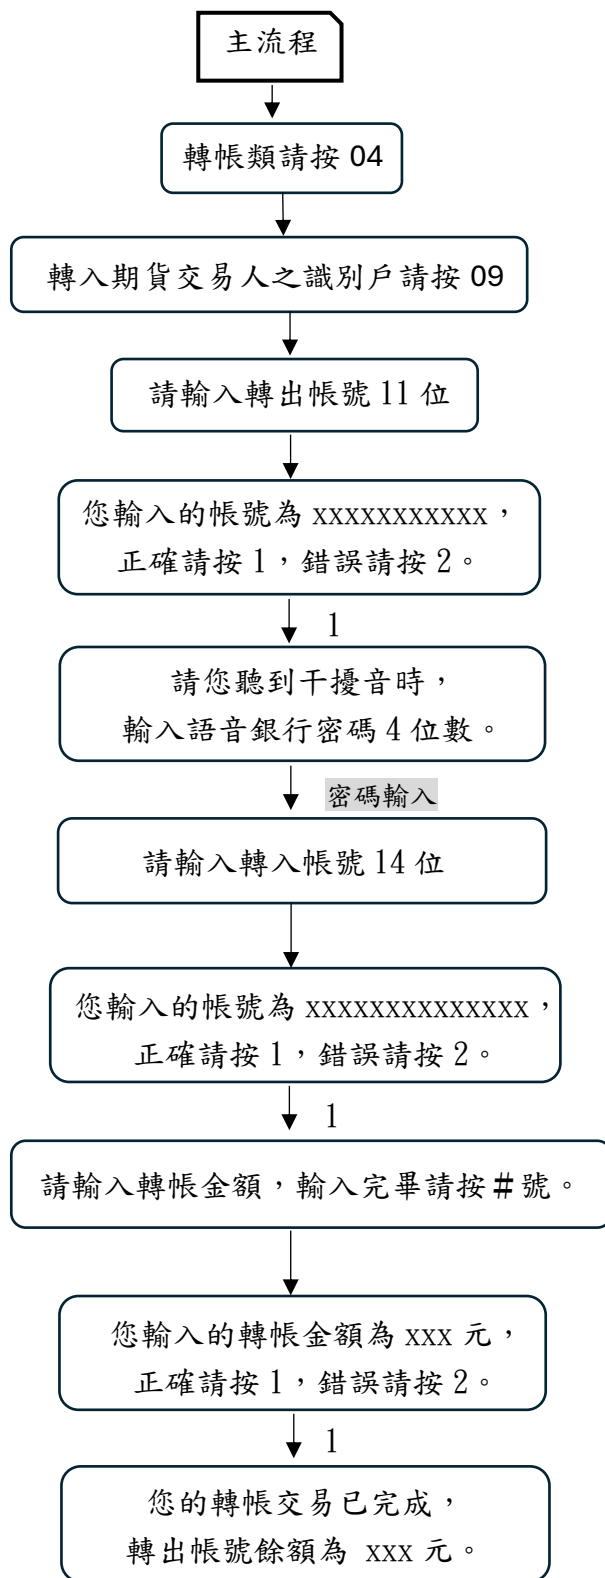 主流程
轉帳類請按 04
轉入期貨交易人之識別戶請按 09
請輸入轉出帳號 11 位
您輸入的帳號為 xxxxxxxxxxx，
正確請按 1，錯誤請按 2。
1
請您聽到干擾音時，
輸入語音銀行密碼 4 位數。
密碼輸入
請輸入轉入帳號 14 位
您輸入的帳號為 xxxxxxxxxxxxxx，
正確請按 1，錯誤請按 2。
1
請輸入轉帳金額，輸入完畢請按＃號。
您輸入的轉帳金額為 xxx 元，
正確請按 1，錯誤請按 2。
1
您的轉帳交易已完成，
轉出帳號餘額為 xxx 元。